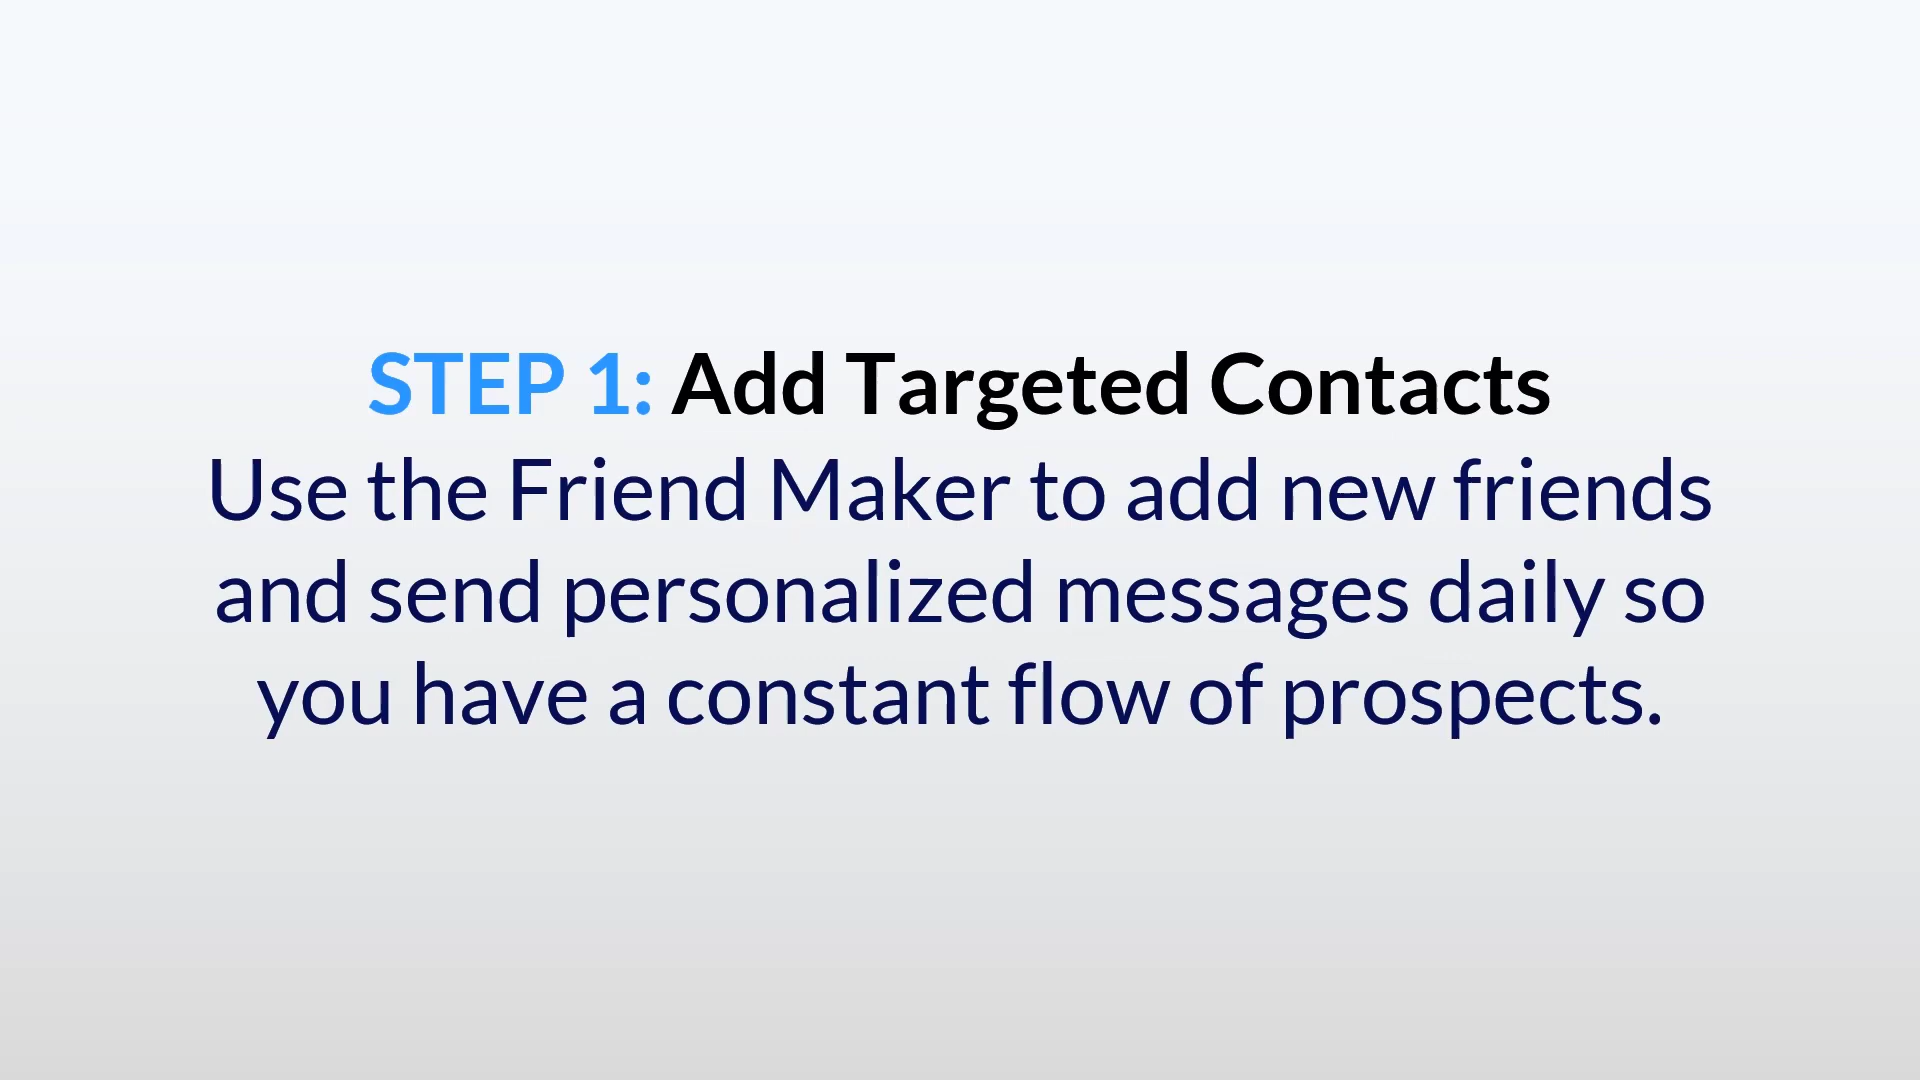 STEP 1: Add Targeted Contacts
Use the Friend Maker to add new friends
and send personalized messages daily so
you have a constant flow of prospects.